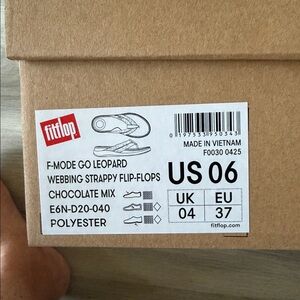 fitflop
0197533950343
MADE IN VIETNAM
F0030 0425
F-MODE GO LEOPARD
WEBBING STRAPPY FLIP-FLOPS
CHOCOLATE MIX
E6N-D20-040
POLYESTER
US 06
UK EU
04 37
fitflop.com